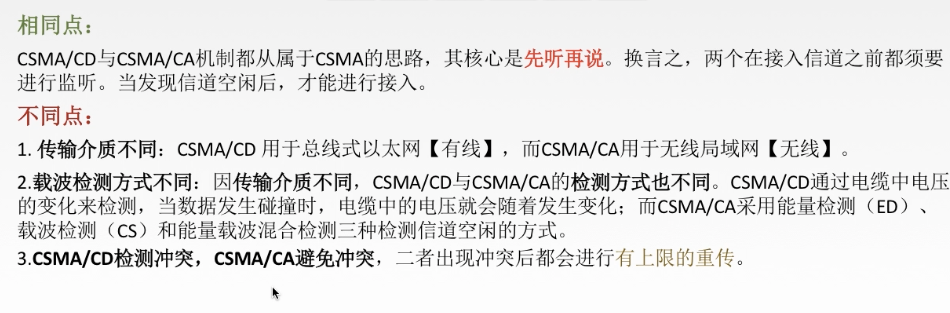 相同点：
CSMA/CD与CSMA/CA机制都从属于CSMA的思路，其核心是先听再说。换言之，两个在接入信道之前都须要
进行监听。当发现信道空闲后，才能进行接入。
不同点：
1. 传输介质不同：CSMA/CD 用于总线式以太网【有线】，而CSMA/CA用于无线局域网【无线】。
2.载波检测方式不同：因传输介质不同，CSMA/CD与CSMA/CA的检测方式也不同。CSMA/CD通过电缆中电压
的变化来检测，当数据发生碰撞时，电缆中的电压就会随着发生变化；而CSMA/CA采用能量检测（ED）、
载波检测（CS）和能量载波混合检测三种检测信道空闲的方式。
3.CSMA/CD检测冲突，CSMA/CA避免冲突，二者出现冲突后都会进行有上限的重传。